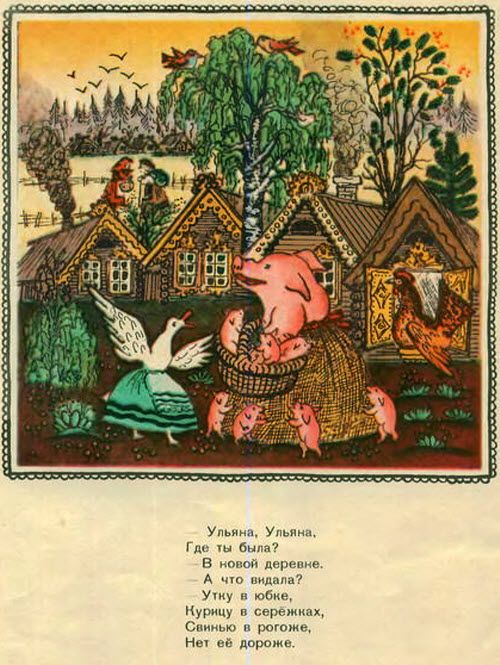 — Ульяна, Ульяна,
Где ты была?
— В новой деревне.
— А что видала?
— Утку в юбке,
Курицу в серёжках,
Свинью в рогоже,
Нет её дороже.